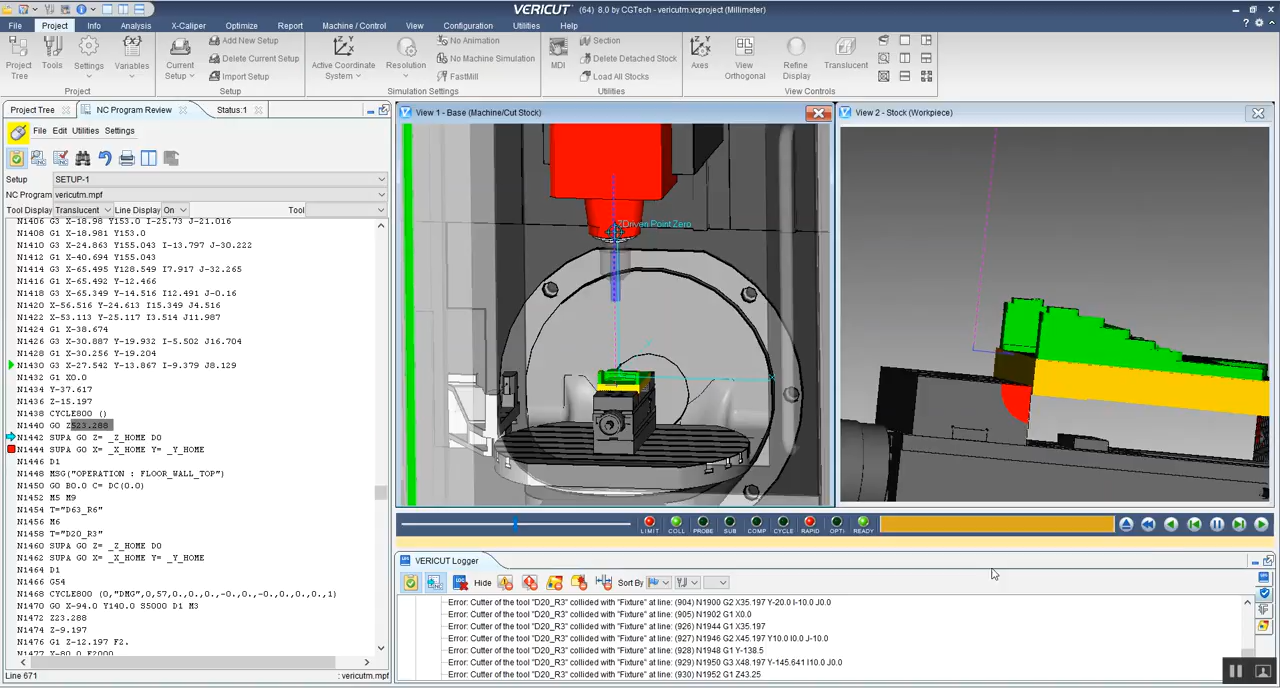 VERICUT (64) 8.0 by CGTech - vericutm.vcproject (Millimeter)
File Project Info Analysis X-Caliper Optimize Report Machine / Control View Configuration Utilities Help
Project Tree
Tools
Settings
Variables
Project
Current Setup
Add New Setup
Delete Current Setup
Import Setup
Setup
Active Coordinate System
Resolution
No Animation
No Machine Simulation
FastMill
Simulation Settings
MDI
Section
Delete Detached Stock
Load All Stocks
Utilities
Axes
View Orthogonal
Refine Display
Translucent
View Controls
Project Tree NC Program Review Status:1
File Edit Utilities Settings
Setup SETUP-1
NC Program vericutm.mpf
Tool Display Translucent Line Display On Tool
N1406 G3 X-18.98 Y153.0 I-25.73 J-21.016
N1408 G3 X-18.981 Y153.0
N1410 G3 X-24.863 Y155.043 I-13.797 J-30.222
N1412 G1 X-40.694 Y155.043
N1414 G3 X-65.495 Y128.549 I7.917 J-32.265
N1416 G1 X-65.495 Y-12.466
N1418 G3 X-65.349 Y-14.516 I12.491 J-0.16
N1420 X-56.516 Y-24.613 I15.349 J4.516
N1422 X-53.112 Y-25.117 I3.514 J11.987
N1424 G1 X-38.674
N1426 G3 X-30.887 Y-19.932 I-5.502 J16.704
N1428 G1 X-30.256 Y-19.204
N1430 G3 X-27.542 Y-13.867 I-9.379 J8.129
N1432 G1 X0.0
N1434 Y-37.617
N1436 Z-15.197
N1438 CYCLE800 ()
N1440 G0 Z523.288
N1442 SUPA G0 Z= _Z_HOME D0
N1444 SUPA G0 X= _X_HOME Y= _Y_HOME
N1446 D1
N1448 MSG("OPERATION : FLOOR_WALL_TOP")
N1450 G0 B0.0 C= DC(0.0)
N1452 M5 M9
N1454 T="D63_R6"
N1456 M6
N1458 T="D20_R3"
N1460 SUPA G0 Z= _Z_HOME D0
N1462 SUPA G0 X= _X_HOME Y= _Y_HOME
N1464 D1
N1466 G54
N1468 CYCLE800 (0,"DMG",0,57,0,0,0,-0.,-0.,-0.,0.,0.,0.,1)
N1470 G0 X-94.0 Y140.0 S5000 D1 M3
N1472 Z23.288
N1474 Z-9.197
N1476 G1 Z-12.197 F2.
N1477 X-80.0 F2000
Line 671 : vericutm.mpf
View 1 - Base (Machine/Cut Stock)
Driven Point Zero
X
View 2 - Stock (Workpiece)
LIMIT COLL PROBE SUB COMP CYCLE RAPID OPTI READY
VERICUT Logger
Hide Sort By
Error: Cutter of the tool "D20_R3" collided with "Fixture" at line: (904) N1900 G2 X35.197 Y-20.0 I-10.0 J0.0
Error: Cutter of the tool "D20_R3" collided with "Fixture" at line: (905) N1902 G1 X0.0
Error: Cutter of the tool "D20_R3" collided with "Fixture" at line: (926) N1944 G1 X35.197
Error: Cutter of the tool "D20_R3" collided with "Fixture" at line: (927) N1946 G2 X45.197 Y10.0 I0.0 J-10.0
Error: Cutter of the tool "D20_R3" collided with "Fixture" at line: (928) N1948 G1 Y-138.5
Error: Cutter of the tool "D20_R3" collided with "Fixture" at line: (929) N1950 G3 X48.197 Y-145.641 I10.0 J0.0
Error: Cutter of the tool "D20_R3" collided with "Fixture" at line: (930) N1952 G1 Z43.25